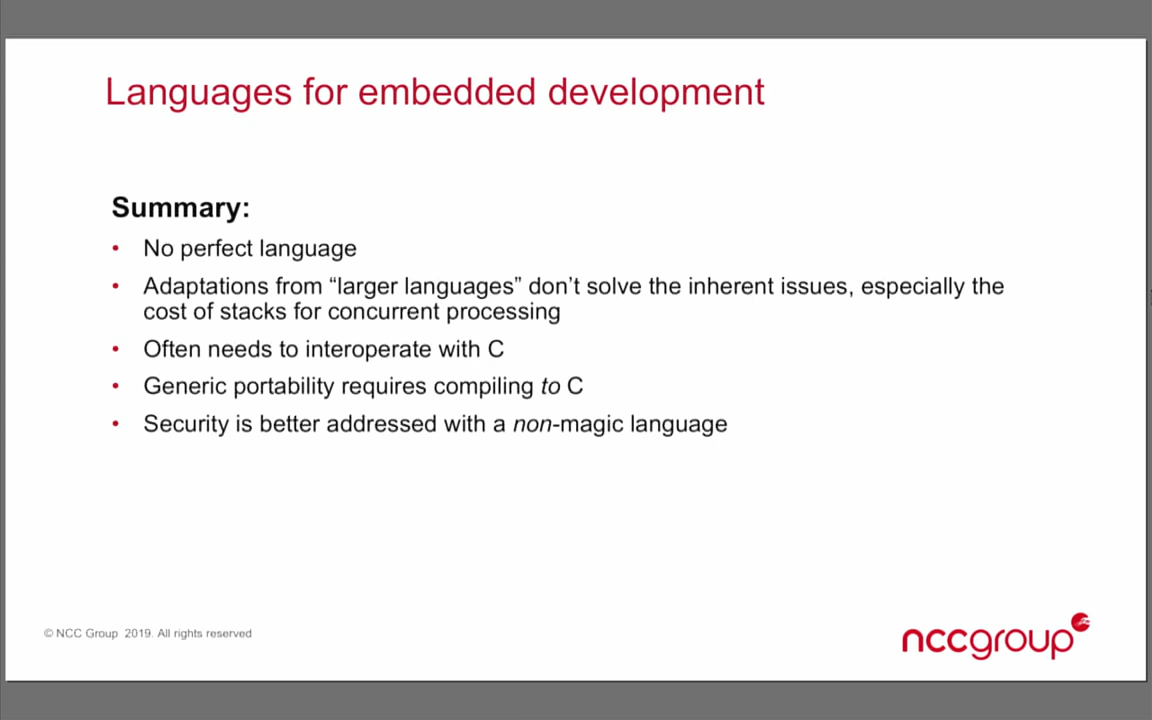 Languages for embedded development
Summary:
• No perfect language
• Adaptations from “larger languages” don’t solve the inherent issues, especially the
cost of stacks for concurrent processing
• Often needs to interoperate with C
• Generic portability requires compiling to C
• Security is better addressed with a non-magic language
© NCC Group 2019. All rights reserved
nccgroup